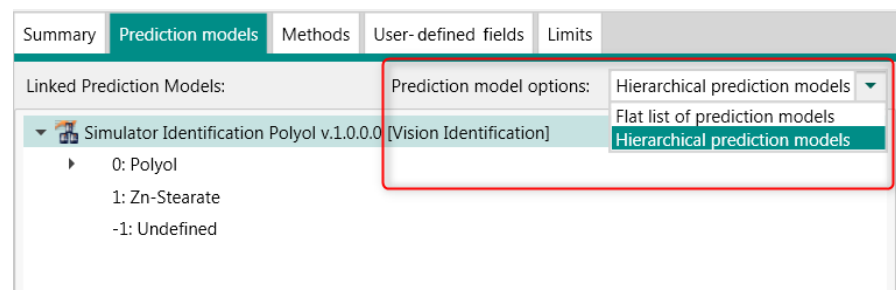 Summary Prediction models Methods User- defined fields Limits
Linked Prediction Models: Prediction model options: Hierarchical prediction models
Flat list of prediction models
Hierarchical prediction models
Simulator Identification Polyol v.1.0.0.0 [Vision Identification]
0: Polyol
1: Zn-Stearate
-1: Undefined